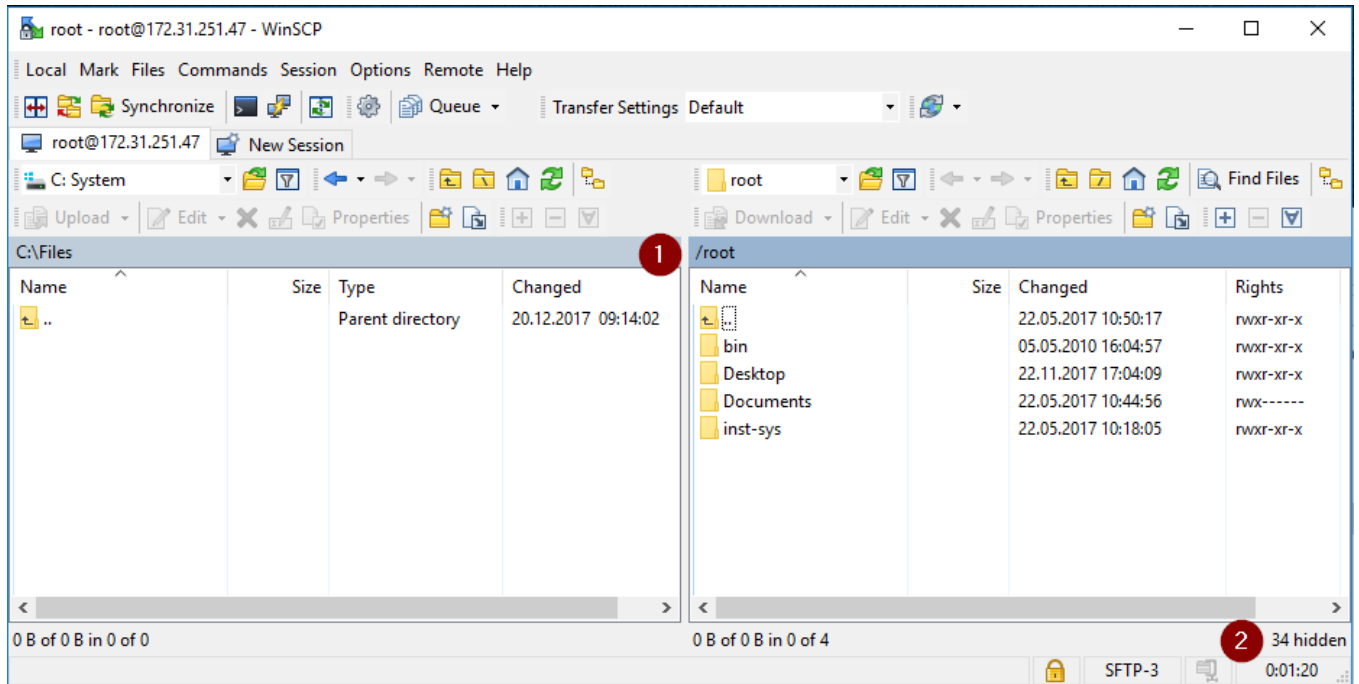 root - root@172.31.251.47 - WinSCP
Local Mark Files Commands Session Options Remote Help
Synchronize Queue Transfer Settings Default
root@172.31.251.47 New Session
C: System root Find Files
Upload Edit Properties Download Edit Properties
C:\Files 1 /root
Name Size Type Changed Name Size Changed Rights
.. Parent directory 20.12.2017 09:14:02 .. 22.05.2017 10:50:17 rwxr-xr-x
bin 05.05.2010 16:04:57 rwxr-xr-x
Desktop 22.11.2017 17:04:09 rwxr-xr-x
Documents 22.05.2017 10:44:56 rwx------
inst-sys 22.05.2017 10:18:05 rwxr-xr-x
0 B of 0 B in 0 of 0 0 B of 0 B in 0 of 4 2 34 hidden
SFTP-3 0:01:20